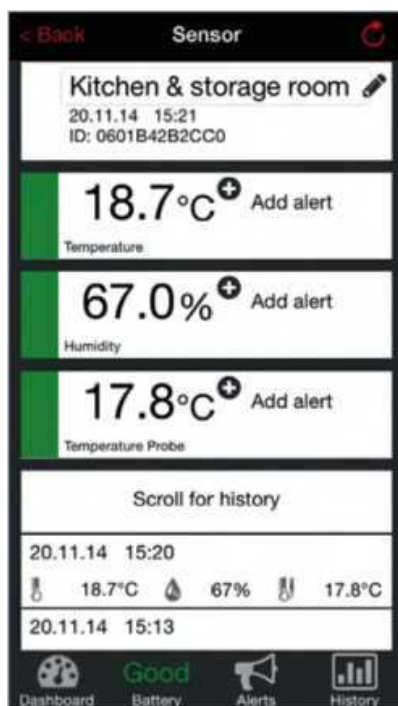 < Back Sensor
Kitchen & storage room
20.11.14 15:21
ID: 0601B42B2CC0
18.7°C Add alert
Temperature
67.0% Add alert
Humidity
17.8°C Add alert
Temperature Probe
Scroll for history
20.11.14 15:20
18.7°C 67% 17.8°C
20.11.14 15:13
Good
Dashboard Battery Alerts History